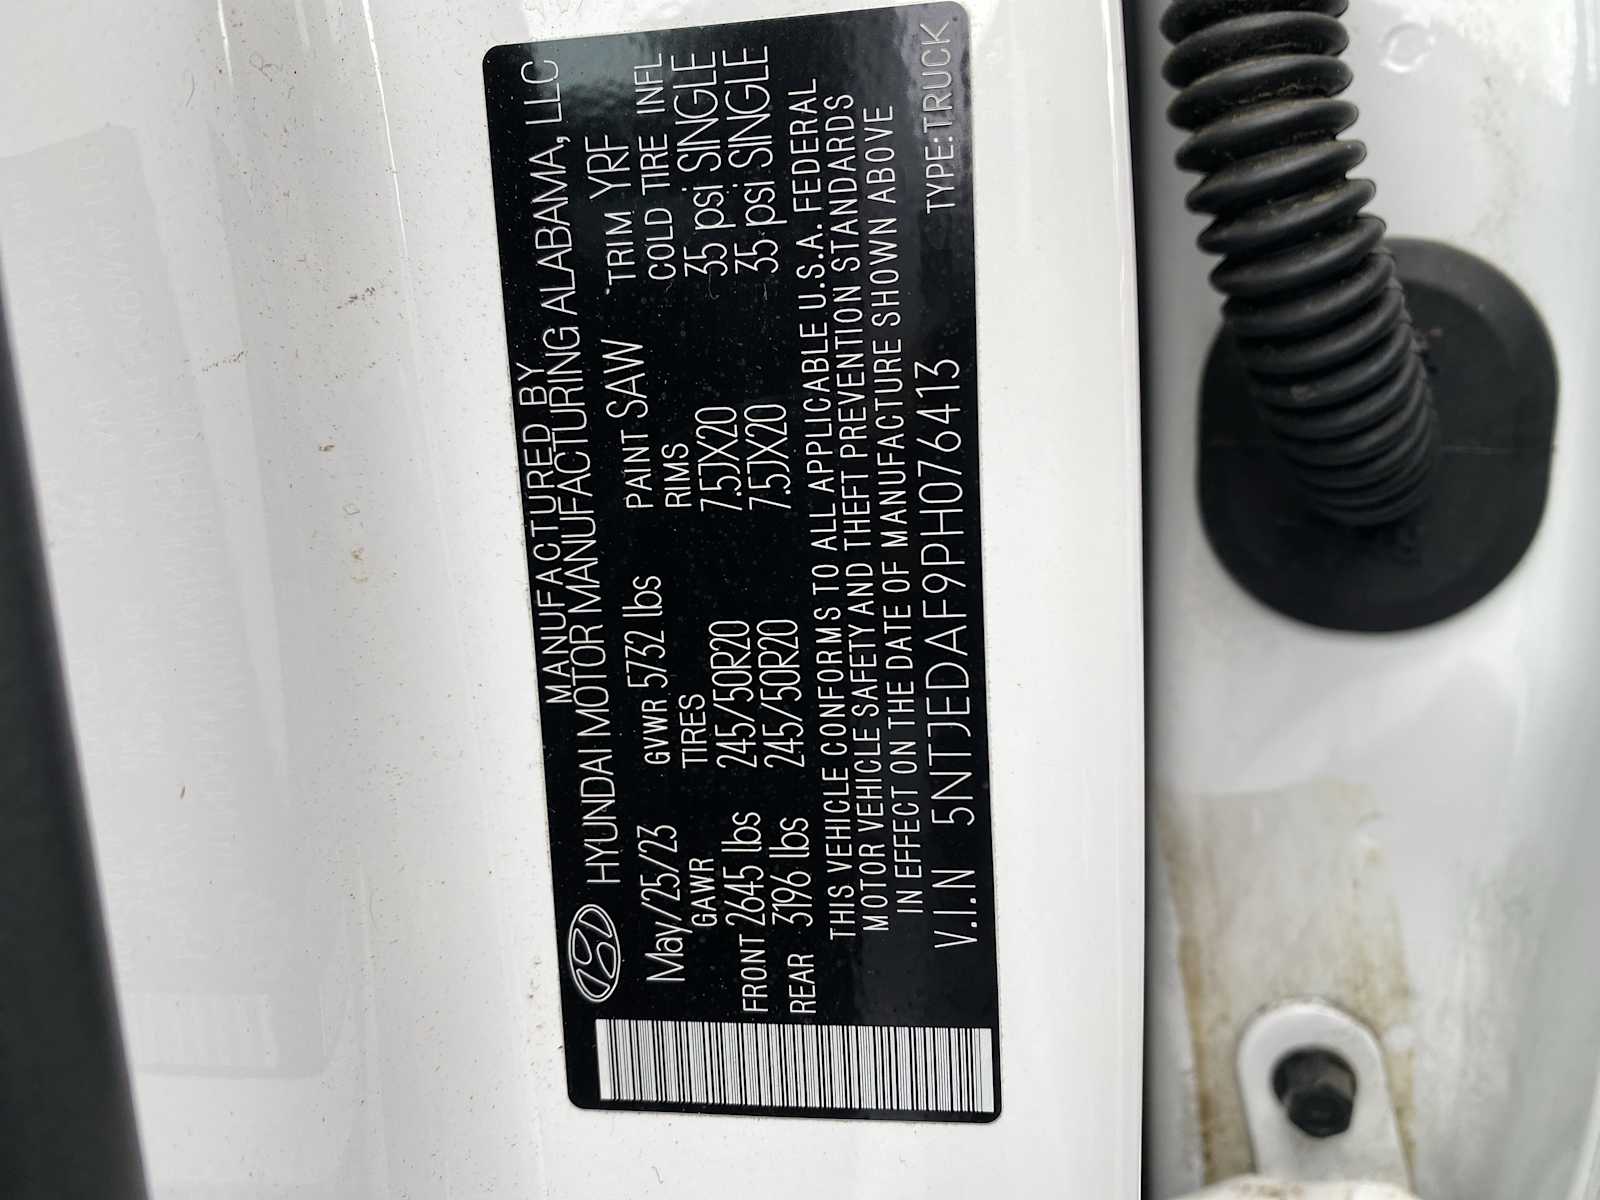 MANUFACTURED BY
HYUNDAI MOTOR MANUFACTURING ALABAMA, LLC
May/25/23 GVWR 5732 lbs PAINT SAW TRIM YRF
GAWR TIRES RIMS COLD TIRE INFL
FRONT 2645 lbs 245/50R20 7.5JX20 35 psi SINGLE
REAR 3196 lbs 245/50R20 7.5JX20 35 psi SINGLE
THIS VEHICLE CONFORMS TO ALL APPLICABLE U.S.A. FEDERAL
MOTOR VEHICLE SAFETY AND THEFT PREVENTION STANDARDS
IN EFFECT ON THE DATE OF MANUFACTURE SHOWN ABOVE
V.I.N 5NTJEDAF9PH076413 TYPE:TRUCK